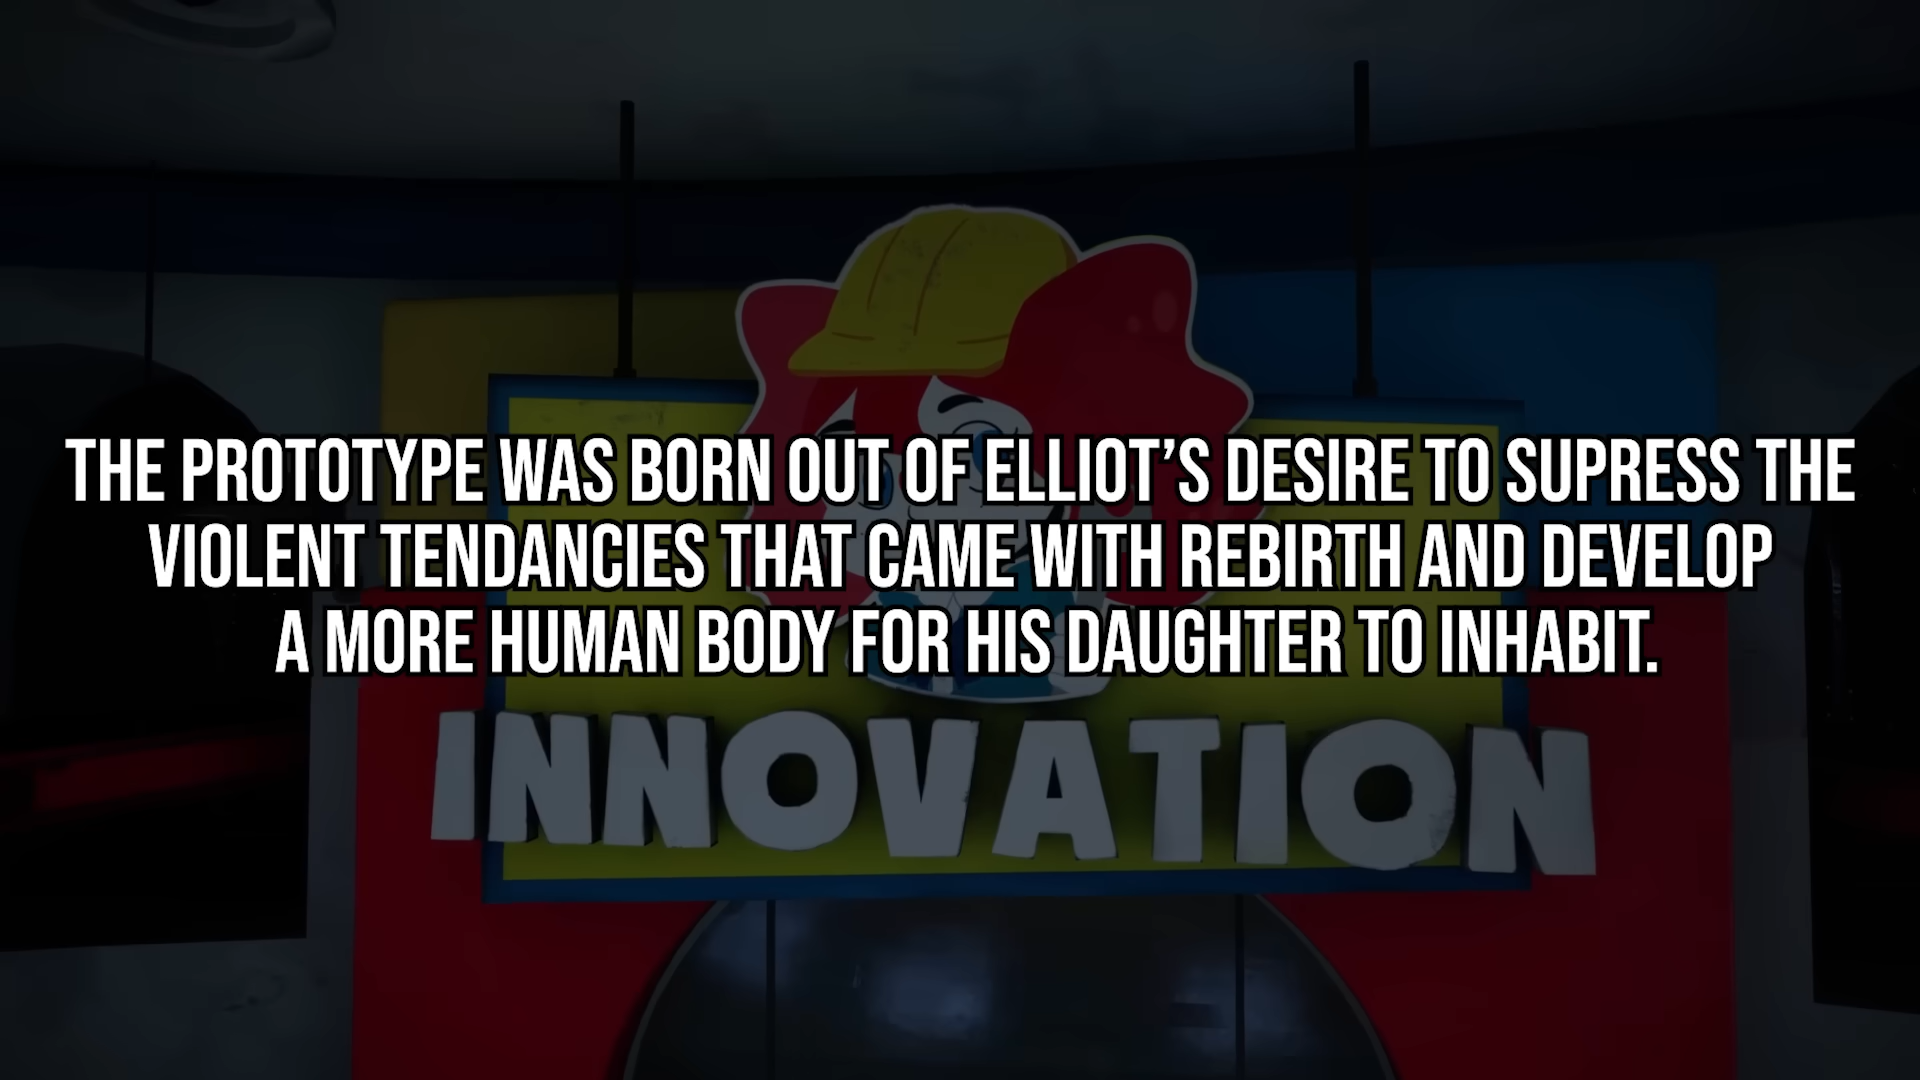 THE PROTOTYPE WAS BORN OUT OF ELLIOT’S DESIRE TO SUPRESS THE
VIOLENT TENDANCIES THAT CAME WITH REBIRTH AND DEVELOP
A MORE HUMAN BODY FOR HIS DAUGHTER TO INHABIT.
INNOVATION